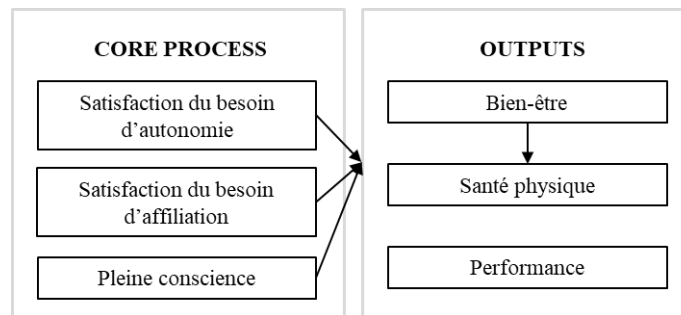 CORE PROCESS
Satisfaction du besoin
d’autonomie
Satisfaction du besoin
d’affiliation
Pleine conscience
OUTPUTS
Bien-être
Santé physique
Performance